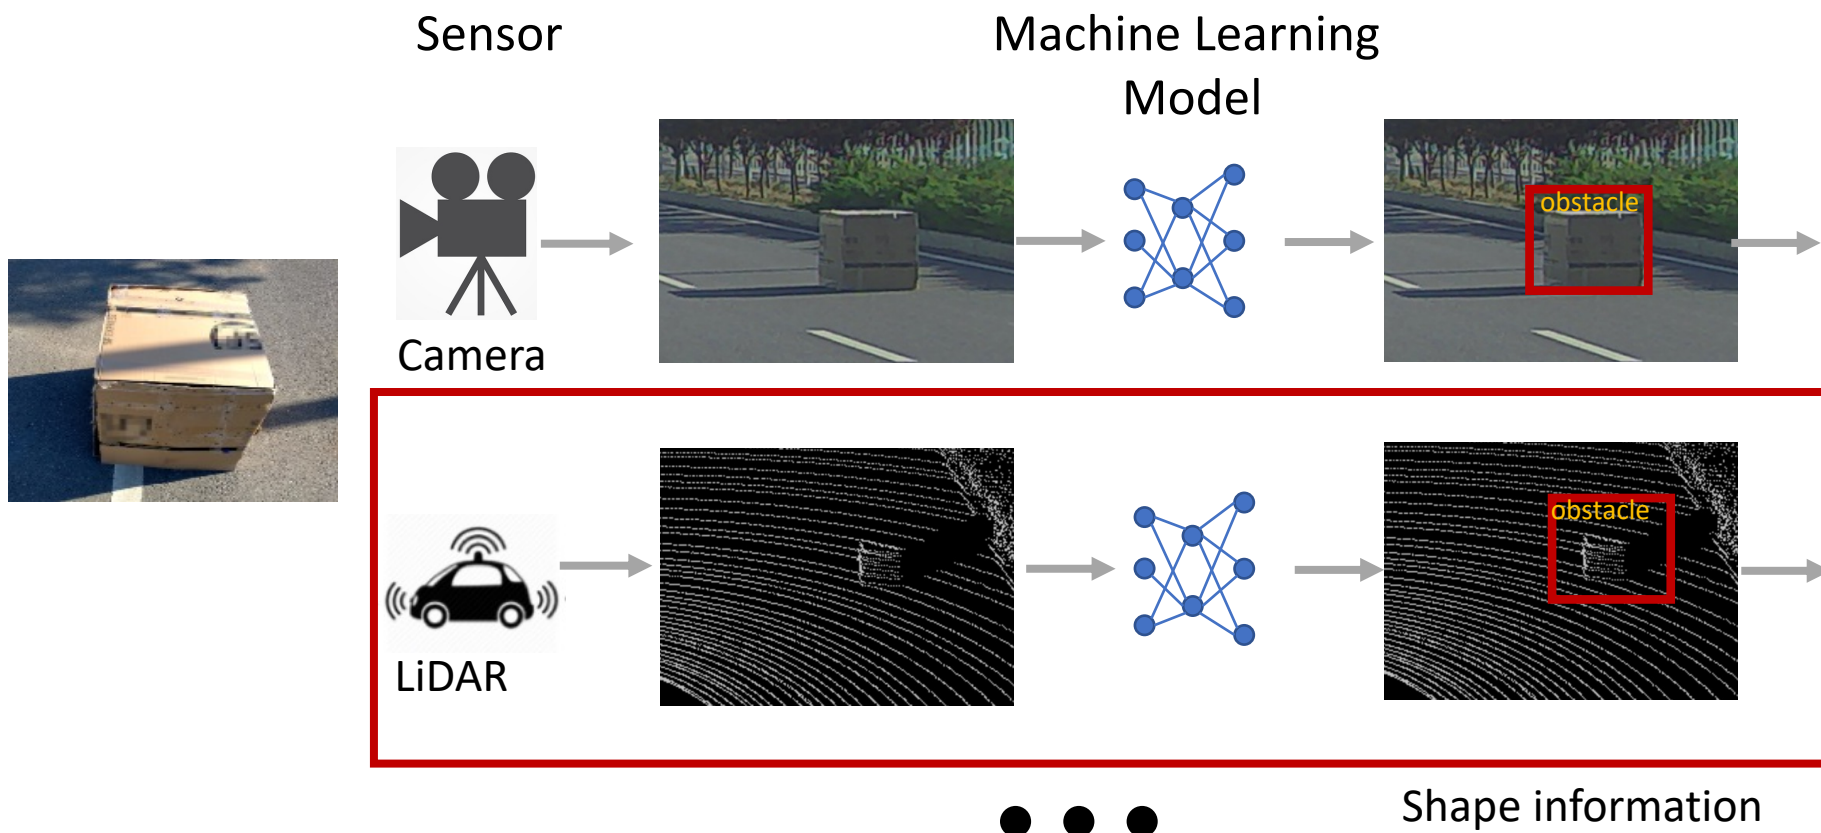 Sensor
Machine Learning
Model
obstacle
Camera
obstacle
LiDAR
Shape information